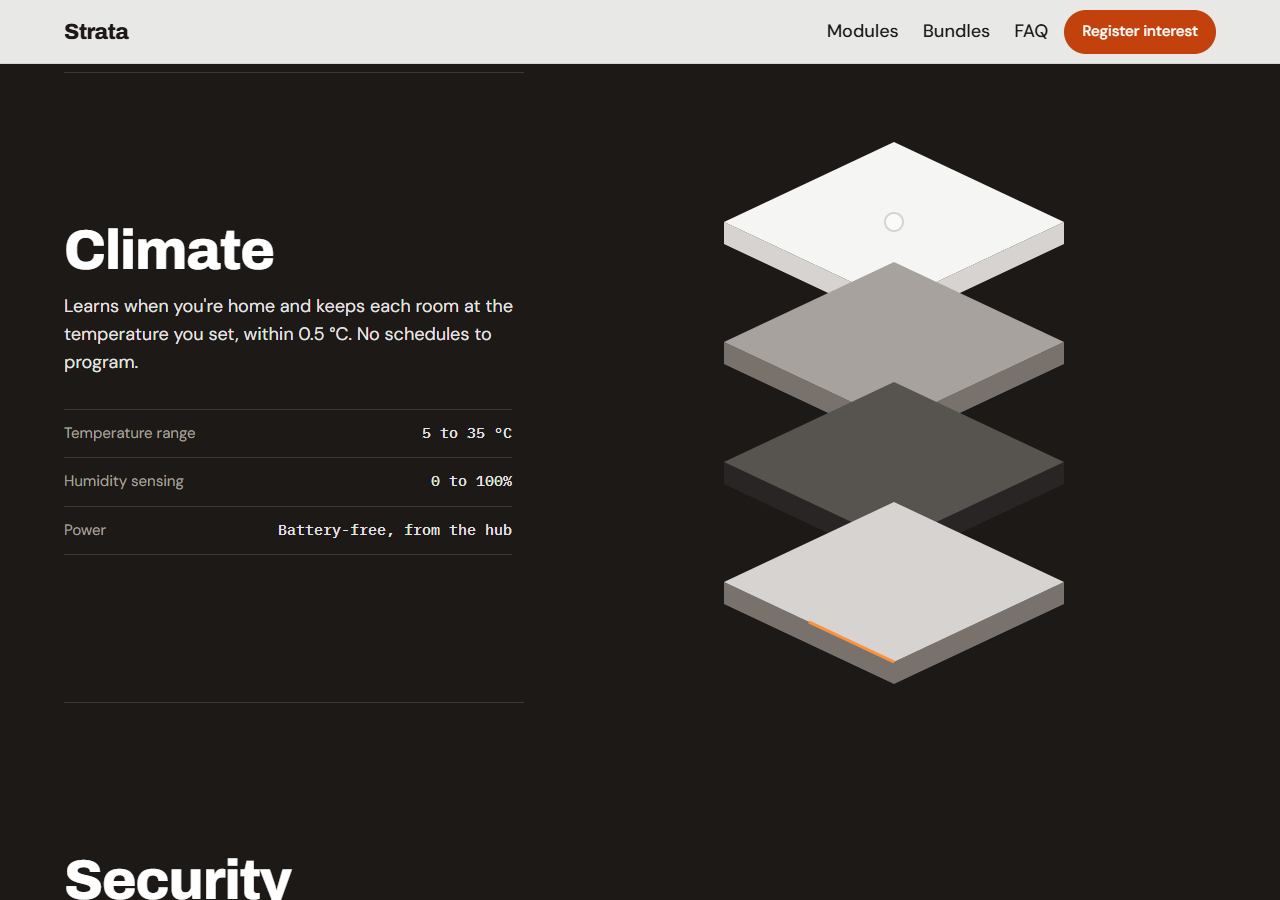 Strata
Modules
Bundles
FAQ
Register interest
Climate
Learns when you're home and keeps each room at the
temperature you set, within 0.5 °C. No schedules to
program.
Temperature range 5 to 35 °C
Humidity sensing 0 to 100%
Power Battery-free, from the hub
Security